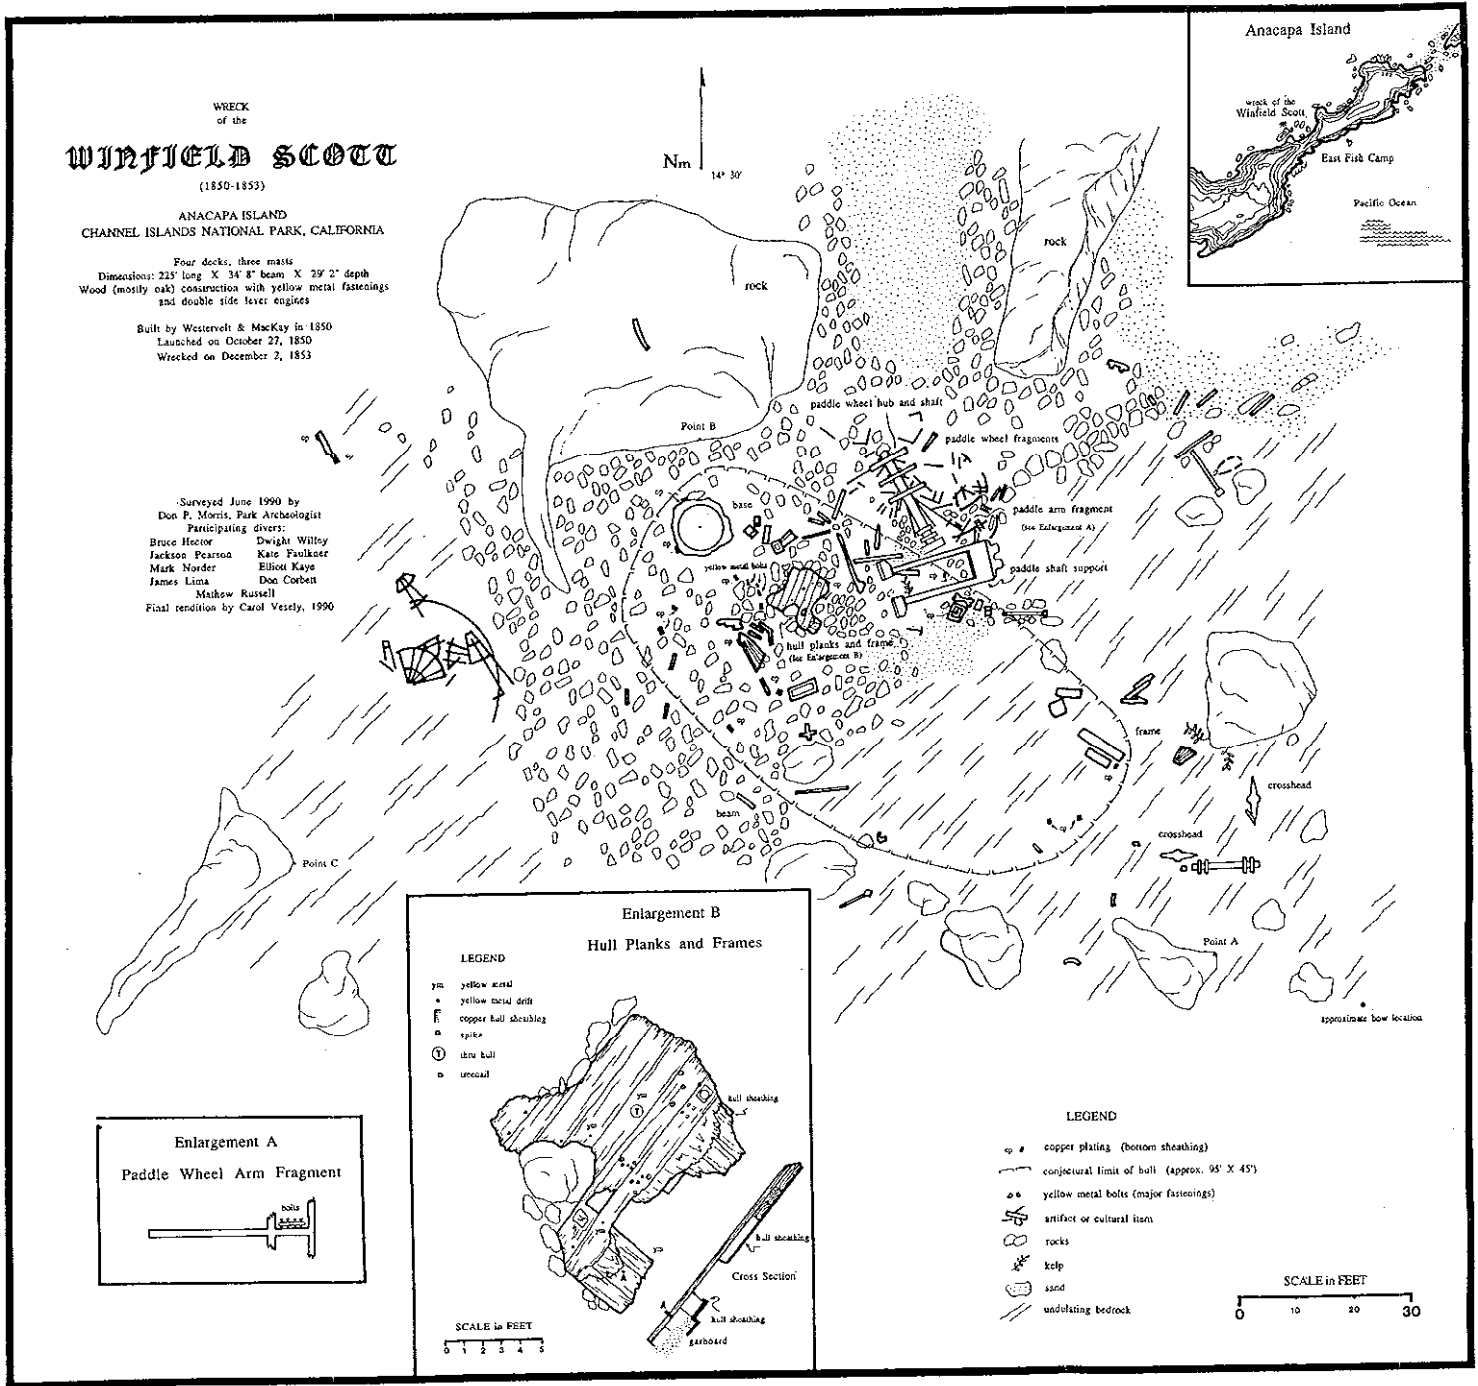 WRECK
of the
WINFIELD SCOTT
(1850-1853)
ANACAPA ISLAND
CHANNEL ISLANDS NATIONAL PARK, CALIFORNIA
Four decks, three masts
Dimensions: 225' long X 34' 8" beam X 29' 2" depth
Wood (mostly oak) construction with yellow metal fastenings
and double side lever engines
Built by Westervelt & MacKay in 1850
Launched on October 27, 1850
Wrecked on December 2, 1853
Surveyed June 1990 by
Don P. Morris, Park Archeologist
Participating divers:
Bruce Hector Dwight Willey
Jackson Pearson Kate Faulkner
Mark Norder Elliott Kaye
James Lima Don Corbett
Mathew Russell
Final rendition by Carol Vesely, 1990
Nm
14° 30'
Anacapa Island
wreck of the
Winfield Scott
East Fish Camp
Pacific Ocean
rock
rock
Point B
paddle wheel hub and shaft
paddle wheel fragments
base
paddle arm fragment
(see Enlargement A)
yellow metal bolts
paddle shaft support
hull planks and frame
(see Enlargement B)
frame
crosshead
crosshead
beam
Point C
Point A
approximate bow location
Enlargement A
Paddle Wheel Arm Fragment
bolts
Enlargement B
Hull Planks and Frames
LEGEND
ym yellow metal
yellow metal drift
copper hull sheathing
spike
T thru hull
treenail
ym
T
ym
hull sheathing
ym
ym
hull sheathing
Cross Section
hull sheathing
garboard
SCALE in FEET
0 1 2 3 4 5
LEGEND
cp copper plating (bottom sheathing)
conjectural limit of hull (approx. 95' X 45')
yellow metal bolts (major fastenings)
artifact or cultural item
rocks
kelp
sand
undulating bedrock
SCALE in FEET
0 10 20 30